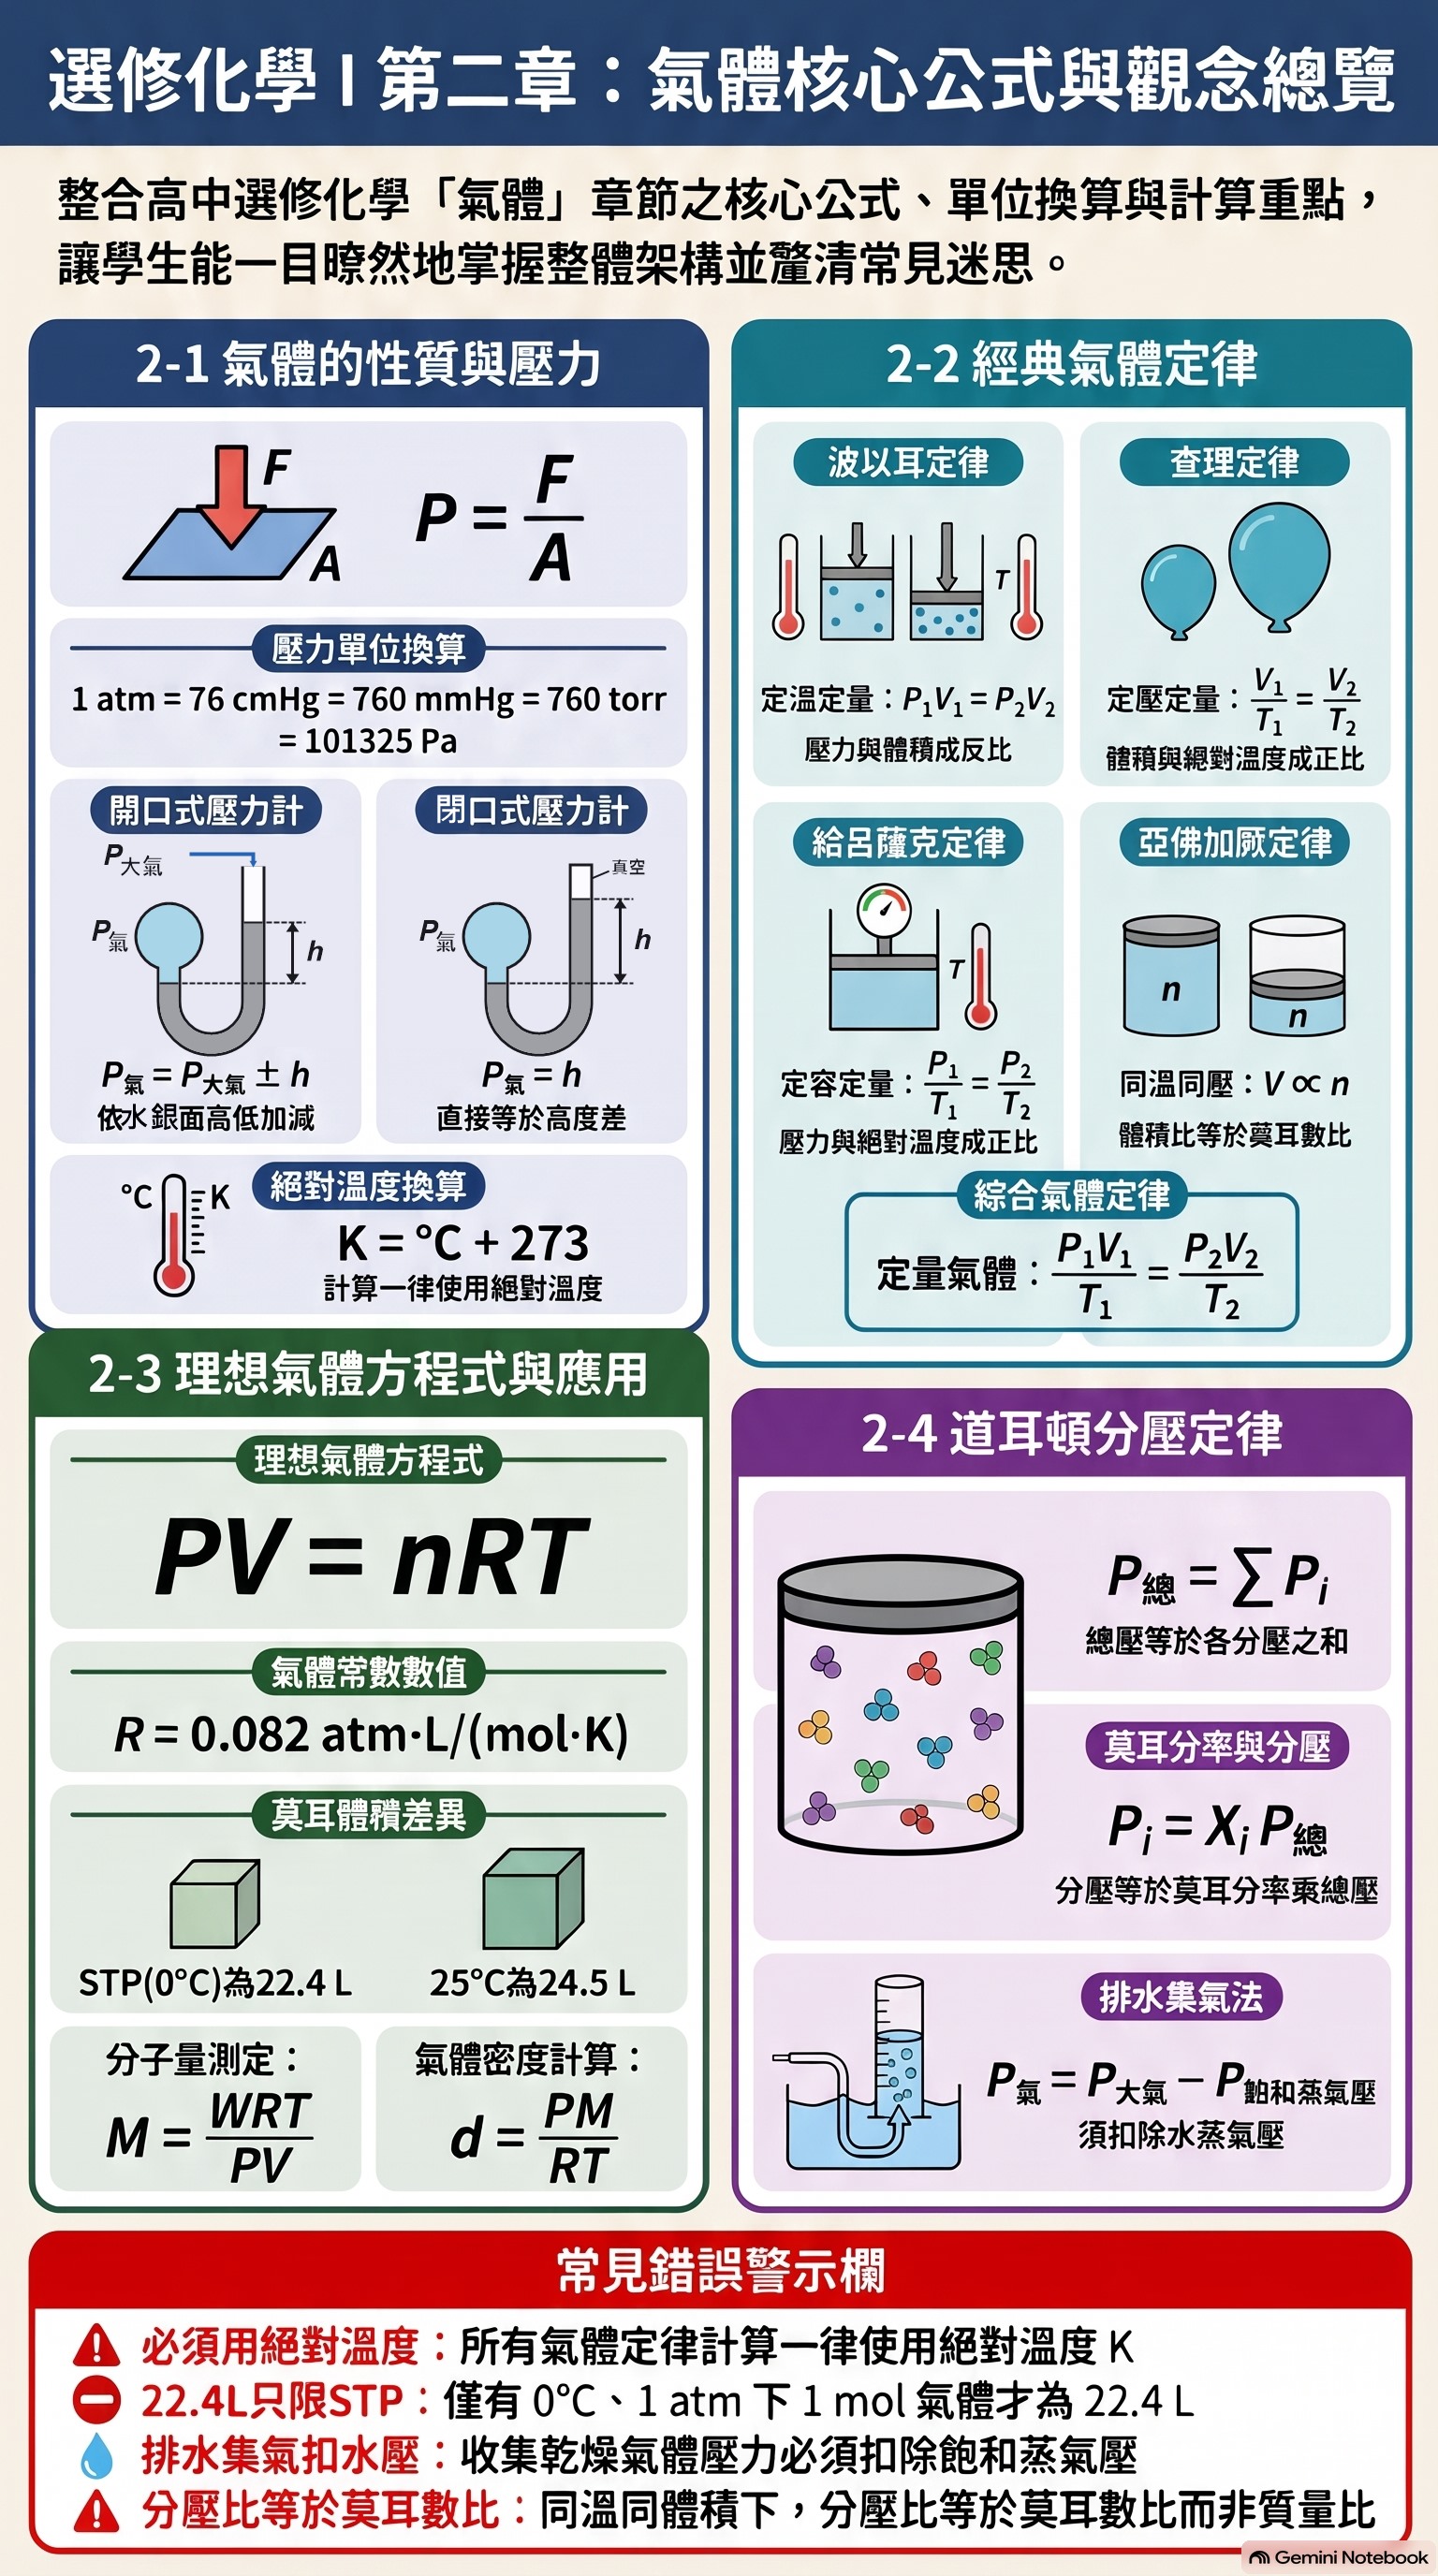 選修化學 I 第二章：氣體核心公式與觀念總覽
整合高中選修化學「氣體」章節之核心公式、單位換算與計算重點，
讓學生能一目暸然地掌握整體架構並釐清常見迷思。
2-1 氣體的性質與壓力
F
A
P = F/A
壓力單位換算
1 atm = 76 cmHg = 760 mmHg = 760 torr
= 101325 Pa
開口式壓力計
P大氣
P氣
h
P氣 = P大氣 ± h
依水銀面高低加減
閉口式壓力計
真空
P氣
h
P氣 = h
直接等於高度差
°C
K
絕對溫度換算
K = °C + 273
計算一律使用絕對溫度
2-2 經典氣體定律
波以耳定律
T
定溫定量：P₁V₁ = P₂V₂
壓力與體積成反比
查理定律
定壓定量：V₁/T₁ = V₂/T₂
體積與絕對溫度成正比
給呂薩克定律
T
定容定量：P₁/T₁ = P₂/T₂
壓力與絕對溫度成正比
亞佛加厥定律
n
n
同溫同壓：V ∝ n
體積比等於莫耳數比
綜合氣體定律
定量氣體：P₁V₁/T₁ = P₂V₂/T₂
2-3 理想氣體方程式與應用
理想氣體方程式
PV = nRT
氣體常數數值
R = 0.082 atm·L/(mol·K)
莫耳體積差異
STP(0°C)為22.4 L
25°C為24.5 L
分子量測定：
M = WRT/PV
氣體密度計算：
d = PM/RT
2-4 道耳頓分壓定律
P總 = ∑ Pᵢ
總壓等於各分壓之和
莫耳分率與分壓
Pᵢ = Xᵢ P總
分壓等於莫耳分率乘總壓
排水集氣法
P氣 = P大氣 − P飽和蒸氣壓
須扣除水蒸氣壓
常見錯誤警示欄
必須用絕對溫度：所有氣體定律計算一律使用絕對溫度 K
22.4L只限STP：僅有 0°C、1 atm 下 1 mol 氣體才為 22.4 L
排水集氣扣水壓：收集乾燥氣體壓力必須扣除飽和蒸氣壓
分壓比等於莫耳數比：同溫同體積下，分壓比等於莫耳數比而非質量比
Gemini Notebook